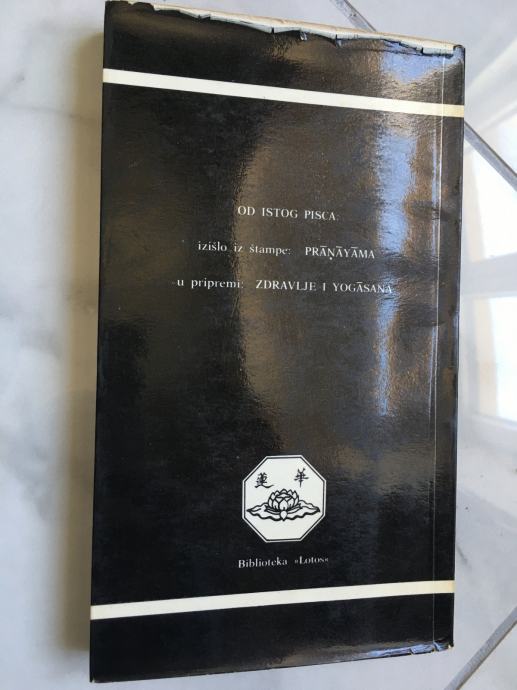 OD ISTOG PISCA:
izišlo iz štampe: PRĀṆĀYĀMA
u pripremi: ZDRAVLJE I YOGĀSANA
蓮 華
Biblioteka »Lotos«